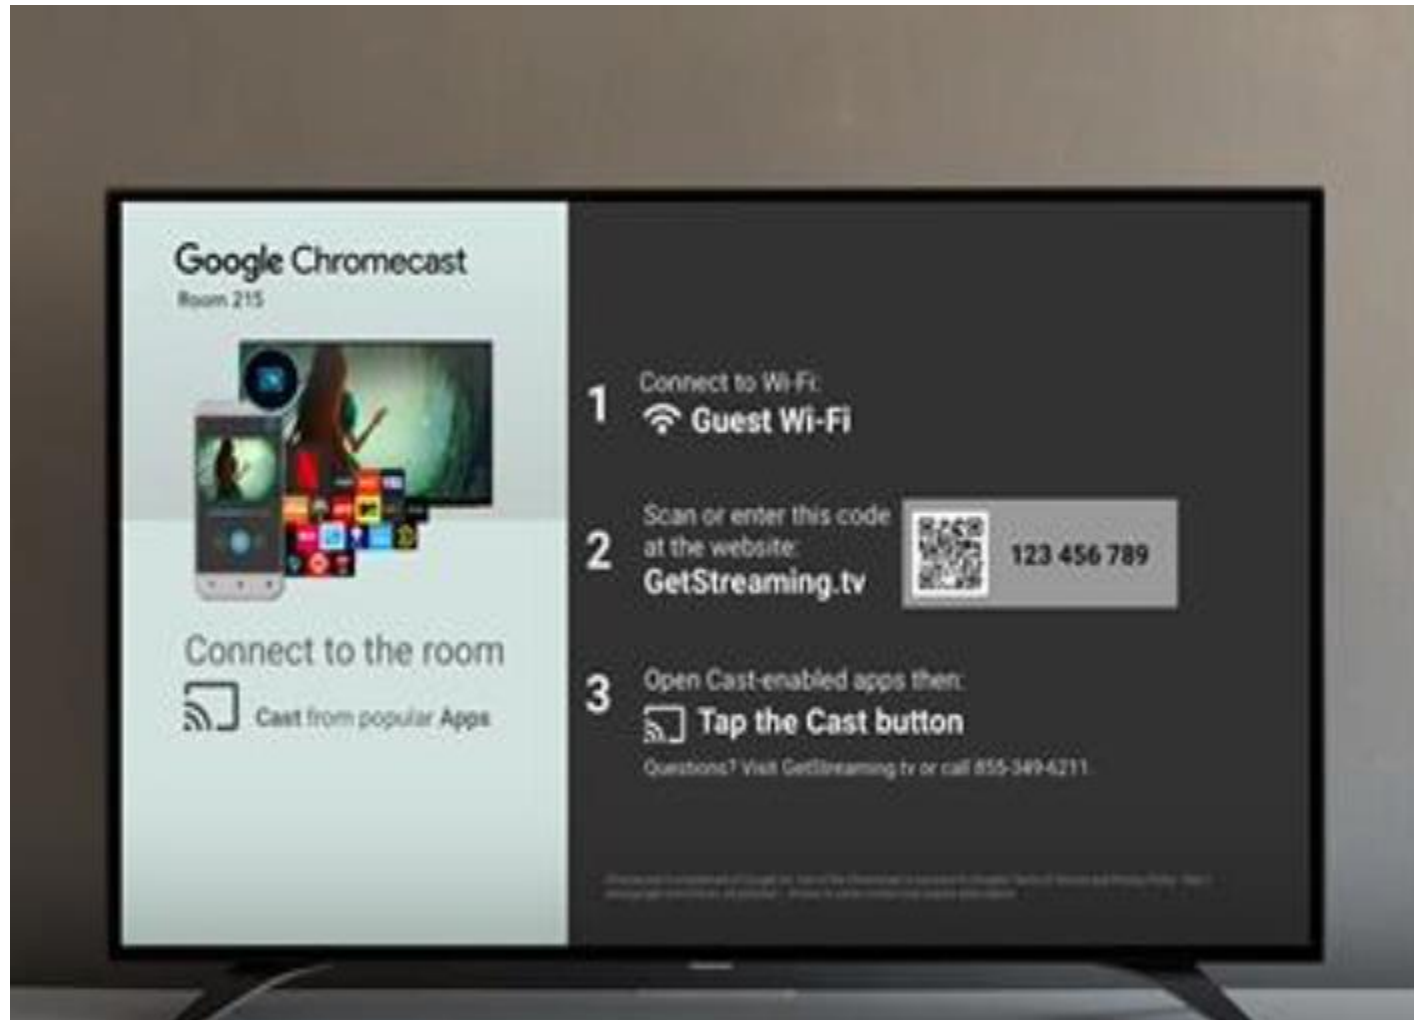 Google Chromecast
Room 215
Connect to the room
Cast from popular Apps
1
Connect to Wi-Fi:
Guest Wi-Fi
2
Scan or enter this code
at the website:
GetStreaming.tv
123 456 789
3
Open Cast-enabled apps then:
Tap the Cast button
Questions? Visit GetStreaming.tv or call 855-349-6211.